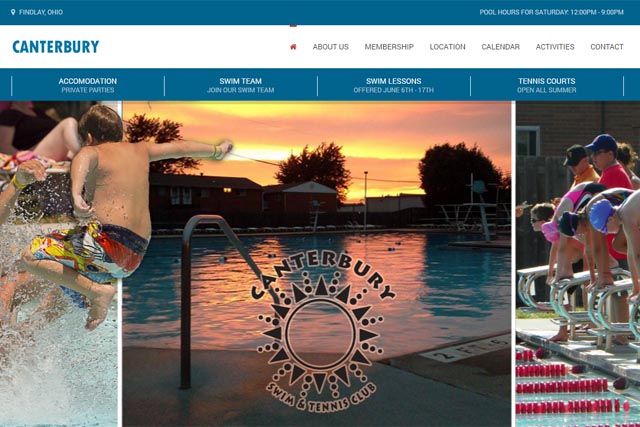 FINDLAY, OHIO
POOL HOURS FOR SATURDAY: 12:00PM - 9:00PM
CANTERBURY
ABOUT US MEMBERSHIP LOCATION CALENDAR ACTIVITIES CONTACT
ACCOMODATION
PRIVATE PARTIES
SWIM TEAM
JOIN OUR SWIM TEAM
SWIM LESSONS
OFFERED JUNE 6TH - 17TH
TENNIS COURTS
OPEN ALL SUMMER
CANTERBURY
SWIM & TENNIS CLUB